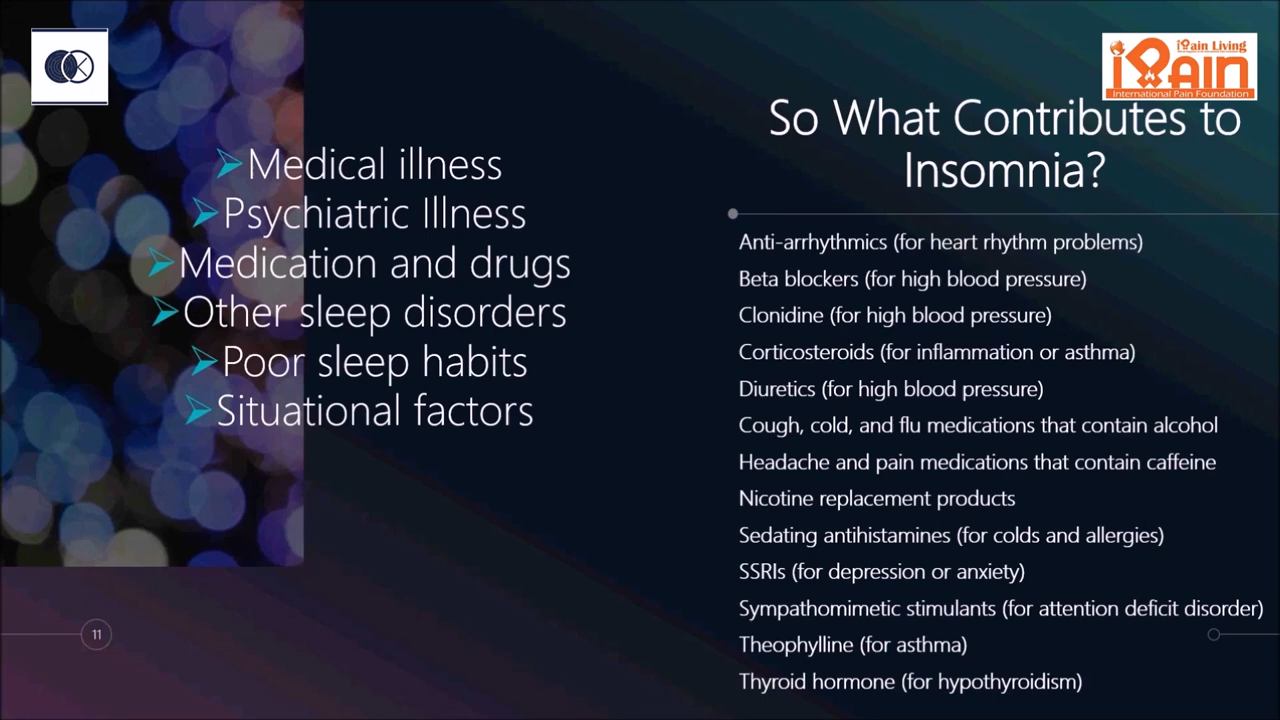 iPain Living
iPAIN
International Pain Foundation
So What Contributes to
Insomnia?
Medical illness
Psychiatric Illness
Medication and drugs
Other sleep disorders
Poor sleep habits
Situational factors
Anti-arrhythmics (for heart rhythm problems)
Beta blockers (for high blood pressure)
Clonidine (for high blood pressure)
Corticosteroids (for inflammation or asthma)
Diuretics (for high blood pressure)
Cough, cold, and flu medications that contain alcohol
Headache and pain medications that contain caffeine
Nicotine replacement products
Sedating antihistamines (for colds and allergies)
SSRIs (for depression or anxiety)
Sympathomimetic stimulants (for attention deficit disorder)
Theophylline (for asthma)
Thyroid hormone (for hypothyroidism)
11